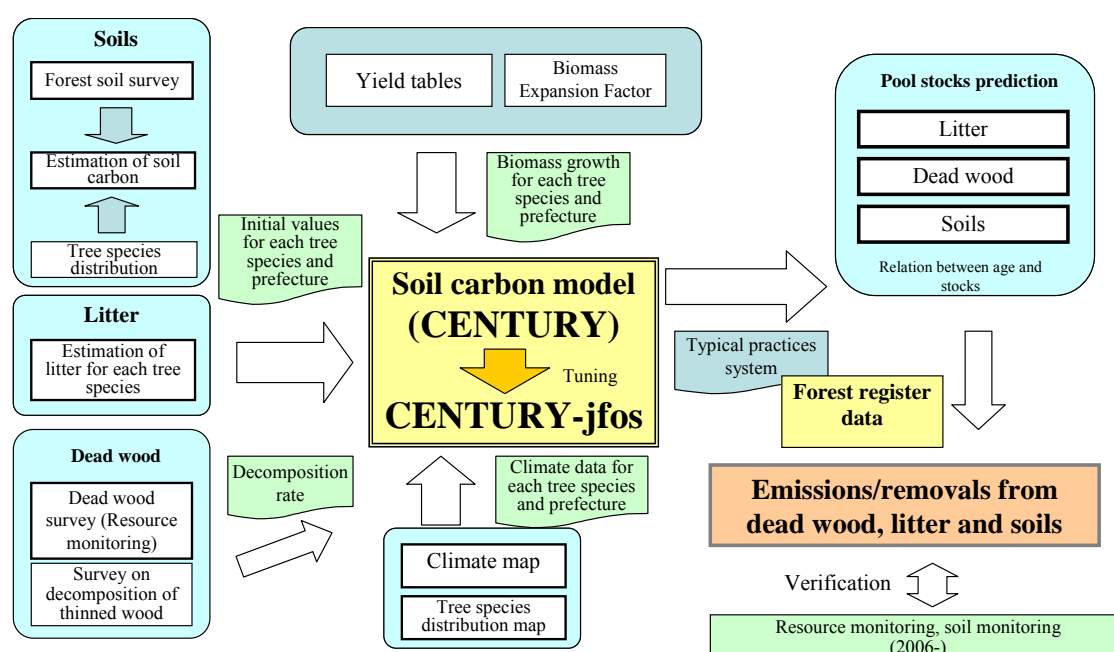 Soils
Forest soil survey
Estimation of soil
carbon
Tree species
distribution
Litter
Estimation of
litter for each tree
species
Dead wood
Dead wood
survey (Resource
monitoring)
Survey on
decomposition of
thinned wood
Yield tables
Biomass
Expansion Factor
Biomass growth
for each tree
species and
prefecture
Initial values
for each tree
species and
prefecture
Decomposition
rate
Soil carbon model
(CENTURY)
Tuning
CENTURY-jfos
Climate data for
each tree species
and prefecture
Climate map
Tree species
distribution map
Pool stocks prediction
Litter
Dead wood
Soils
Relation between age and
stocks
Typical practices
system
Forest register
data
Emissions/removals from
dead wood, litter and soils
Verification
Resource monitoring, soil monitoring
(2006-)